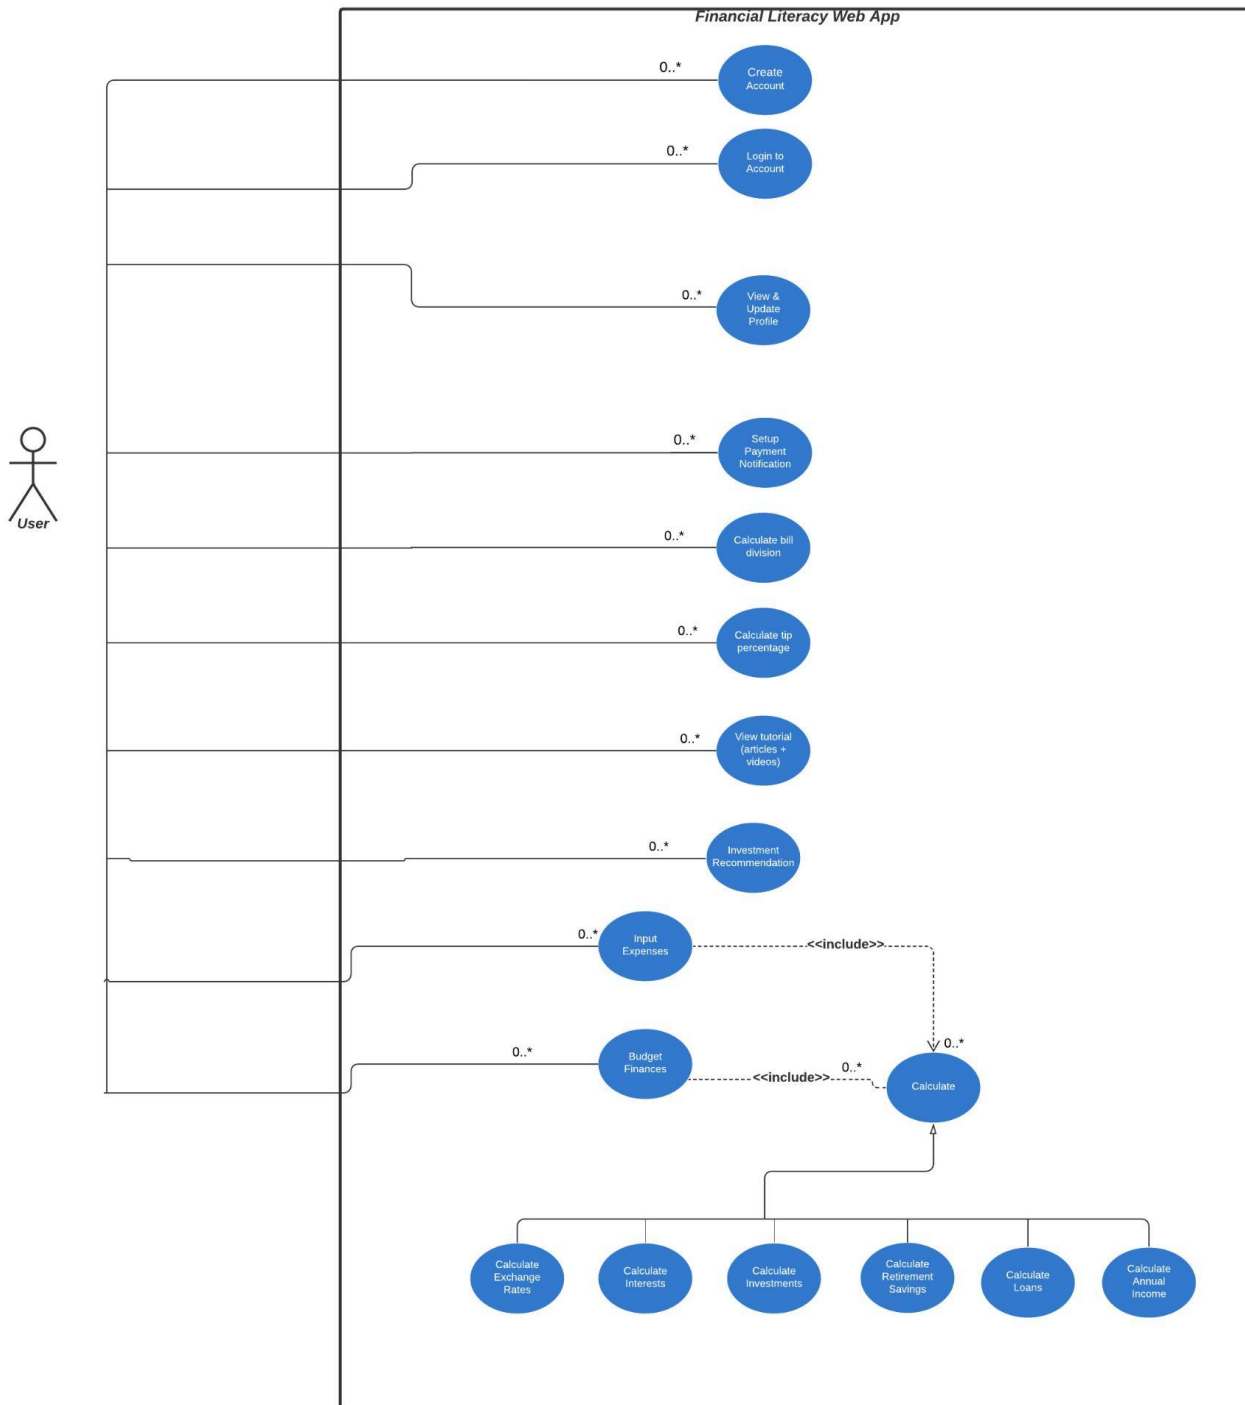 Financial Literacy Web App
0..*
Create
Account
0..*
Login to
Account
0..*
View &
Update
Profile
User
0..*
Setup
Payment
Notification
0..*
Calculate bill
division
0..*
Calculate tip
percentage
0..*
View tutorial
(articles +
videos)
0..*
Investment
Recommendation
0..*
Input
Expenses
<<include>>
0..*
0..*
Budget
Finances
<<include>>
0..*
Calculate
Calculate
Exchange
Rates
Calculate
Interests
Calculate
Investments
Calculate
Retirement
Savings
Calculate
Loans
Calculate
Annual
Income